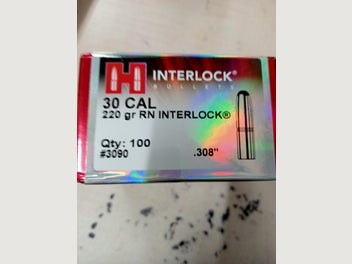 H INTERLOCK®
BULLETS
30 CAL
220 gr RN INTERLOCK®
Qty: 100
#3090
.308"